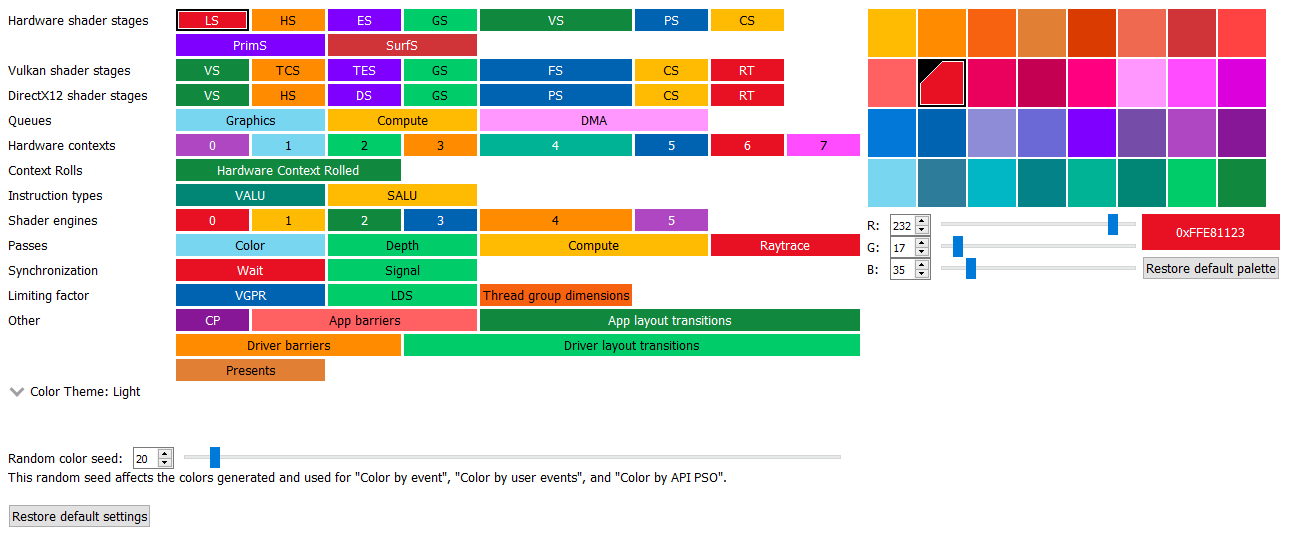 Hardware shader stages LS HS ES GS VS PS CS
PrimS SurfS
Vulkan shader stages VS TCS TES GS FS CS RT
DirectX12 shader stages VS HS DS GS PS CS RT
Queues Graphics Compute DMA
Hardware contexts 0 1 2 3 4 5 6 7
Context Rolls Hardware Context Rolled
Instruction types VALU SALU
Shader engines 0 1 2 3 4 5
Passes Color Depth Compute Raytrace
Synchronization Wait Signal
Limiting factor VGPR LDS Thread group dimensions
Other CP App barriers App layout transitions
Driver barriers Driver layout transitions
Presents
Color Theme: Light
R: 232
G: 17
B: 35
0xFFE81123
Restore default palette
Random color seed: 20
This random seed affects the colors generated and used for "Color by event", "Color by user events", and "Color by API PSO".
Restore default settings